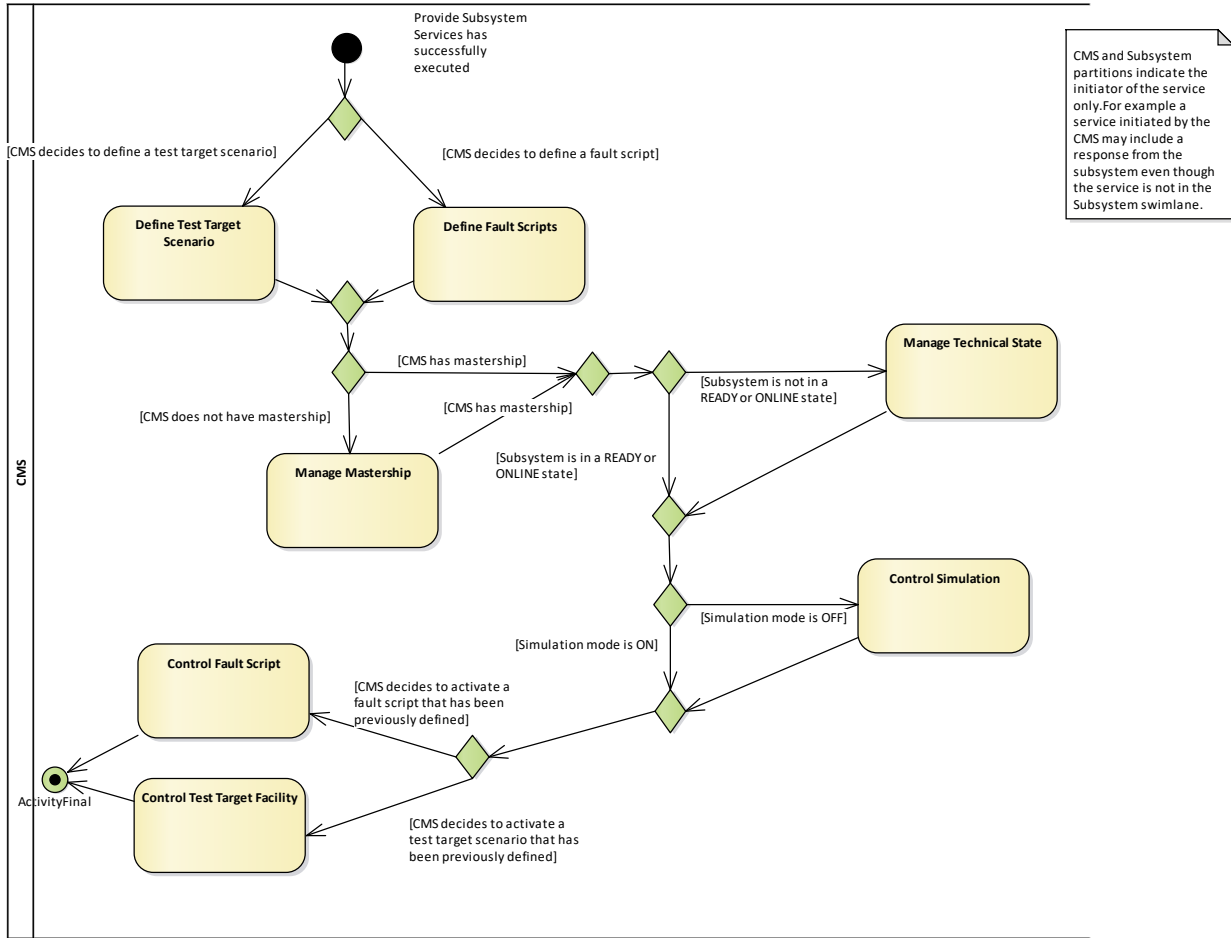 Provide Subsystem
Services has
successfully
executed
CMS and Subsystem
partitions indicate the
initiator of the service
only.For example a
service initiated by the
CMS may include a
response from the
subsystem even though
the service is not in the
Subsystem swimlane.
[CMS decides to define a test target scenario]
[CMS decides to define a fault script]
Define Test Target
Scenario
Define Fault Scripts
[CMS has mastership]
Manage Technical State
[Subsystem is not in a
READY or ONLINE state]
[CMS does not have mastership]
[CMS has mastership]
Manage Mastership
[Subsystem is in a READY or
ONLINE state]
CMS
Control Simulation
[Simulation mode is OFF]
[Simulation mode is ON]
Control Fault Script
[CMS decides to activate a
fault script that has been
previously defined]
ActivityFinal
Control Test Target Facility
[CMS decides to activate a
test target scenario that has
been previously defined]